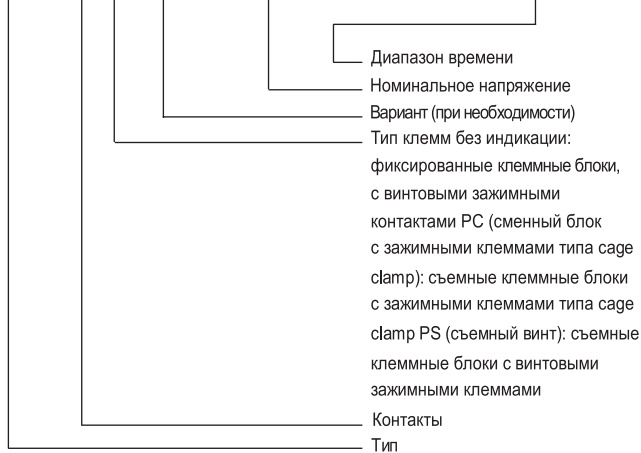 Диапазон времени
Номинальное напряжение
Вариант (при необходимости)
Тип клемм без индикации:
фиксированные клеммные блоки,
с винтовыми зажимными
контактами PC (сменный блок
с зажимными клеммами типа cage
clamp): съемные клеммные блоки
с зажимными клеммами типа cage
clamp PS (съемный винт): съемные
клеммные блоки с винтовыми
зажимными клеммами
Контакты
Тип